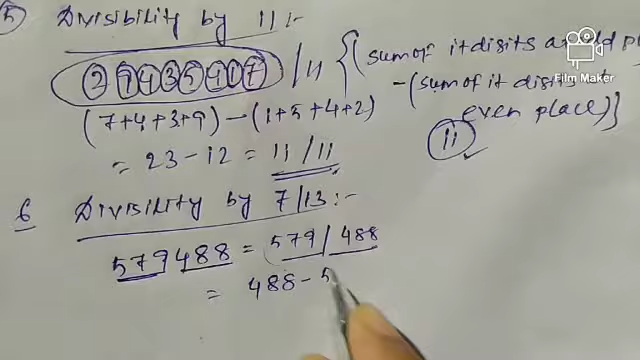 5 Divisibility by 11:-
2 9 4 3 5 4 1 7 / 11 { (sum of it digits at odd
(7+4+3+9) - (1+5+4+2) - (sum of it digits
even place)}
= 23 - 12 = 11 / 11 11
6 Divisibility by 7/13:-
579488 = 579/488
= 488 - 5
Film Maker